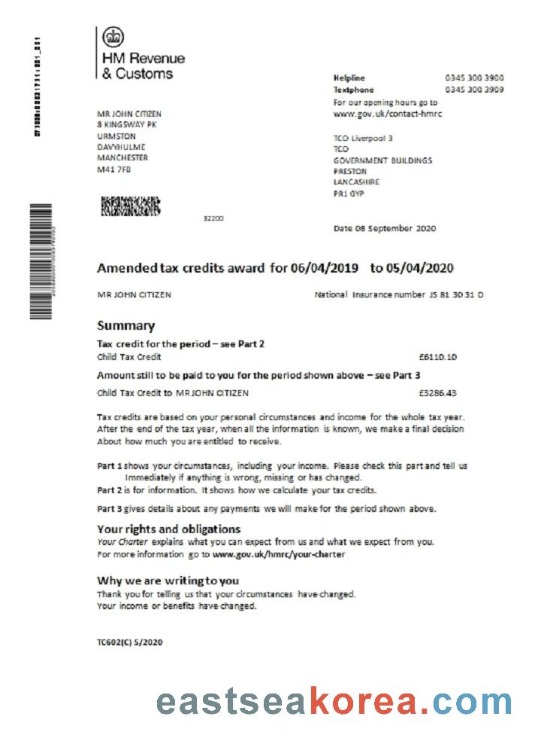 HM Revenue
& Customs
Helpline 0345 300 3900
Textphone 0345 300 3909
For our opening hours go to
www.gov.uk/contact-hmrc
MR JOHN CITIZEN
8 KINGSWAY PK
URMSTON
DAVYHULME
MANCHESTER
M41 7FB
TCO Liverpool 3
TCO
GOVERNMENT BUILDINGS
PRESTON
LANCASHIRE
PR1 0YP
32200
Date 08 September 2020
Amended tax credits award for 06/04/2019 to 05/04/2020
MR JOHN CITIZEN National Insurance number JS 81 30 31 D
Summary
Tax credit for the period – see Part 2
Child Tax Credit £6110.10
Amount still to be paid to you for the period shown above – see Part 3
Child Tax Credit to MR JOHN CITIZEN £3286.43
Tax credits are based on your personal circumstances and income for the whole tax year.
After the end of the tax year, when all the information is known, we make a final decision
About how much you are entitled to receive.
Part 1 shows your circumstances, including your income. Please check this part and tell us
Immediately if anything is wrong, missing or has changed.
Part 2 is for information. It shows how we calculate your tax credits.
Part 3 gives details about any payments we will make for the period shown above.
Your rights and obligations
Your Charter explains what you can expect from us and what we expect from you.
For more information go to www.gov.uk/hmrc/your-charter
Why we are writing to you
Thank you for telling us that your circumstances have changed.
Your income or benefits have changed.
TC602(C) 5/2020
eastseakorea.com